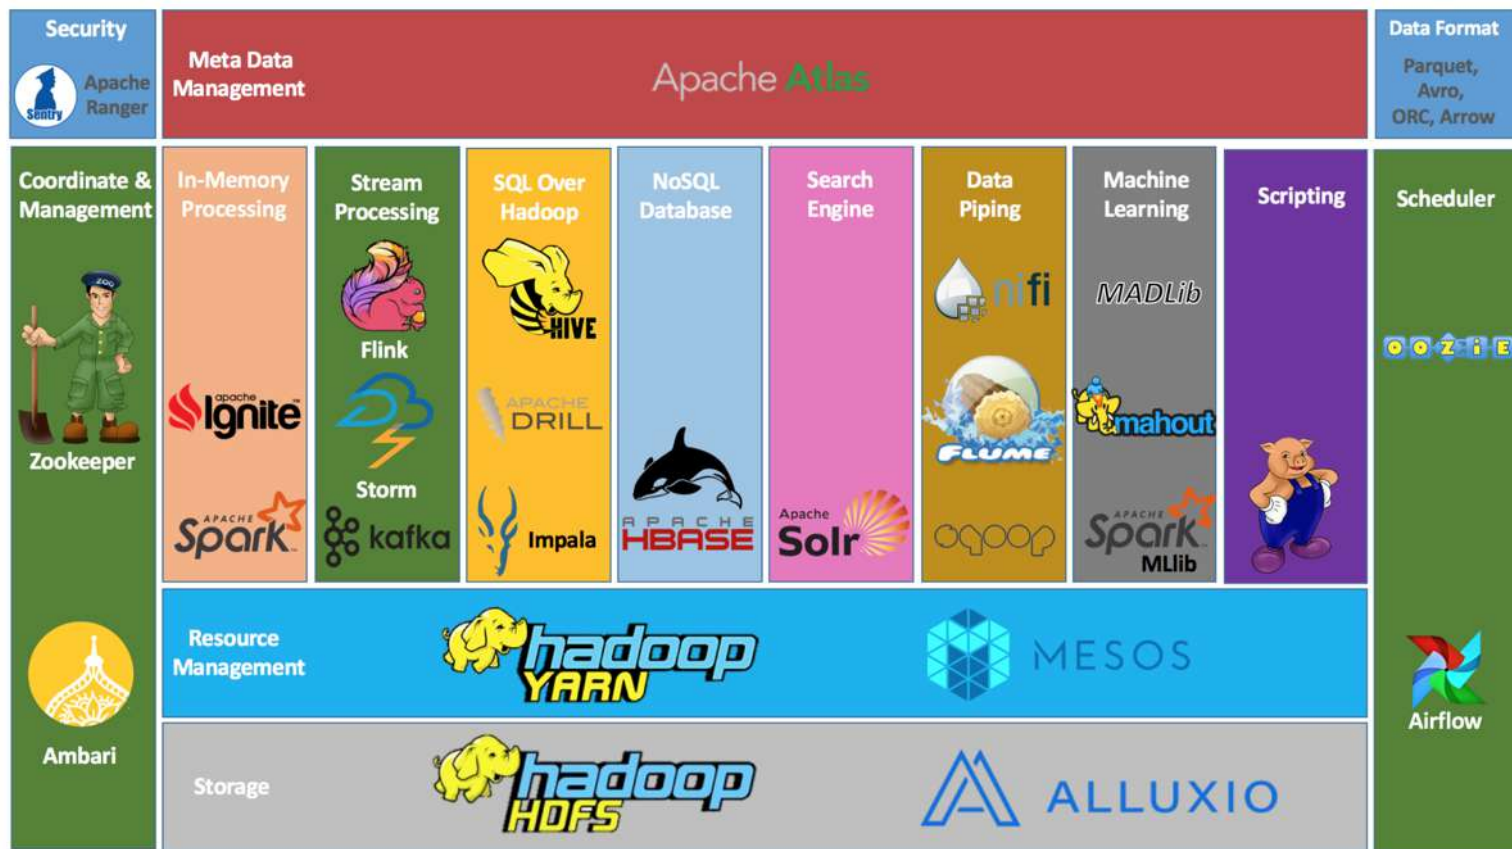 Security
Sentry
Apache
Ranger
Meta Data
Management
Apache Atlas
Data Format
Parquet,
Avro,
ORC, Arrow
Coordinate &
Management
ZOO
Zookeeper
Ambari
In-Memory
Processing
apache
Ignite
APACHE
Spark
Stream
Processing
Flink
Storm
kafka
SQL Over
Hadoop
HIVE
APACHE
DRILL
Impala
NoSQL
Database
APACHE
HBASE
Search
Engine
Apache
Solr
Data
Piping
nifi
FLUME
sqoop
Machine
Learning
MADLib
mahout
APACHE
Spark
MLlib
Scripting
Scheduler
OOZIE
Airflow
Resource
Management
hadoop
YARN
MESOS
Storage
hadoop
HDFS
ALLUXIO